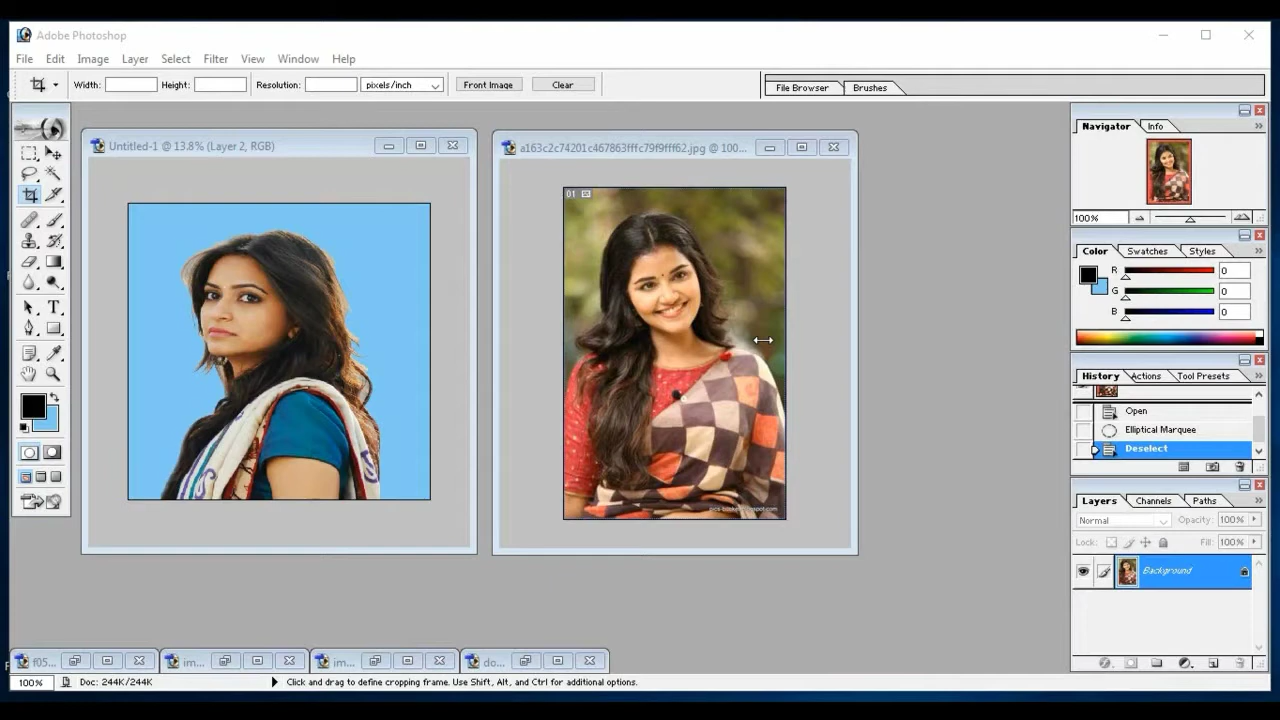 Adobe Photoshop
File Edit Image Layer Select Filter View Window Help
Width: Height: Resolution: pixels/inch Front Image Clear File Browser Brushes
Untitled-1 @ 13.8% (Layer 2, RGB)
a163c2c74201c467863fffc79f9fff62.jpg @ 100...
01
Navigator Info
100%
Color Swatches Styles
R 0
G 0
B 0
History Actions Tool Presets
Open
Elliptical Marquee
Deselect
Layers Channels Paths
Normal Opacity: 100%
Lock: Fill: 100%
Background
T
f05... im... im... do...
100% Doc: 244K/244K Click and drag to define cropping frame. Use Shift, Alt, and Ctrl for additional options.